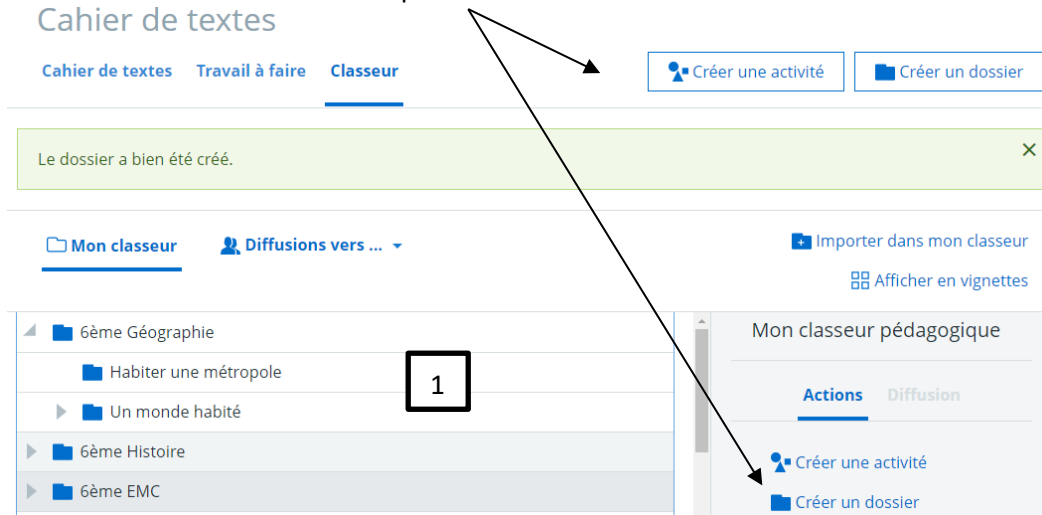 Cahier de textes
Cahier de textes Travail à faire Classeur Créer une activité Créer un dossier
Le dossier a bien été créé. ×
Mon classeur Diffusions vers ... Importer dans mon classeur
Afficher en vignettes
6ème Géographie Mon classeur pédagogique
Habiter une métropole
1
Actions Diffusion
Un monde habité
6ème Histoire Créer une activité
6ème EMC Créer un dossier